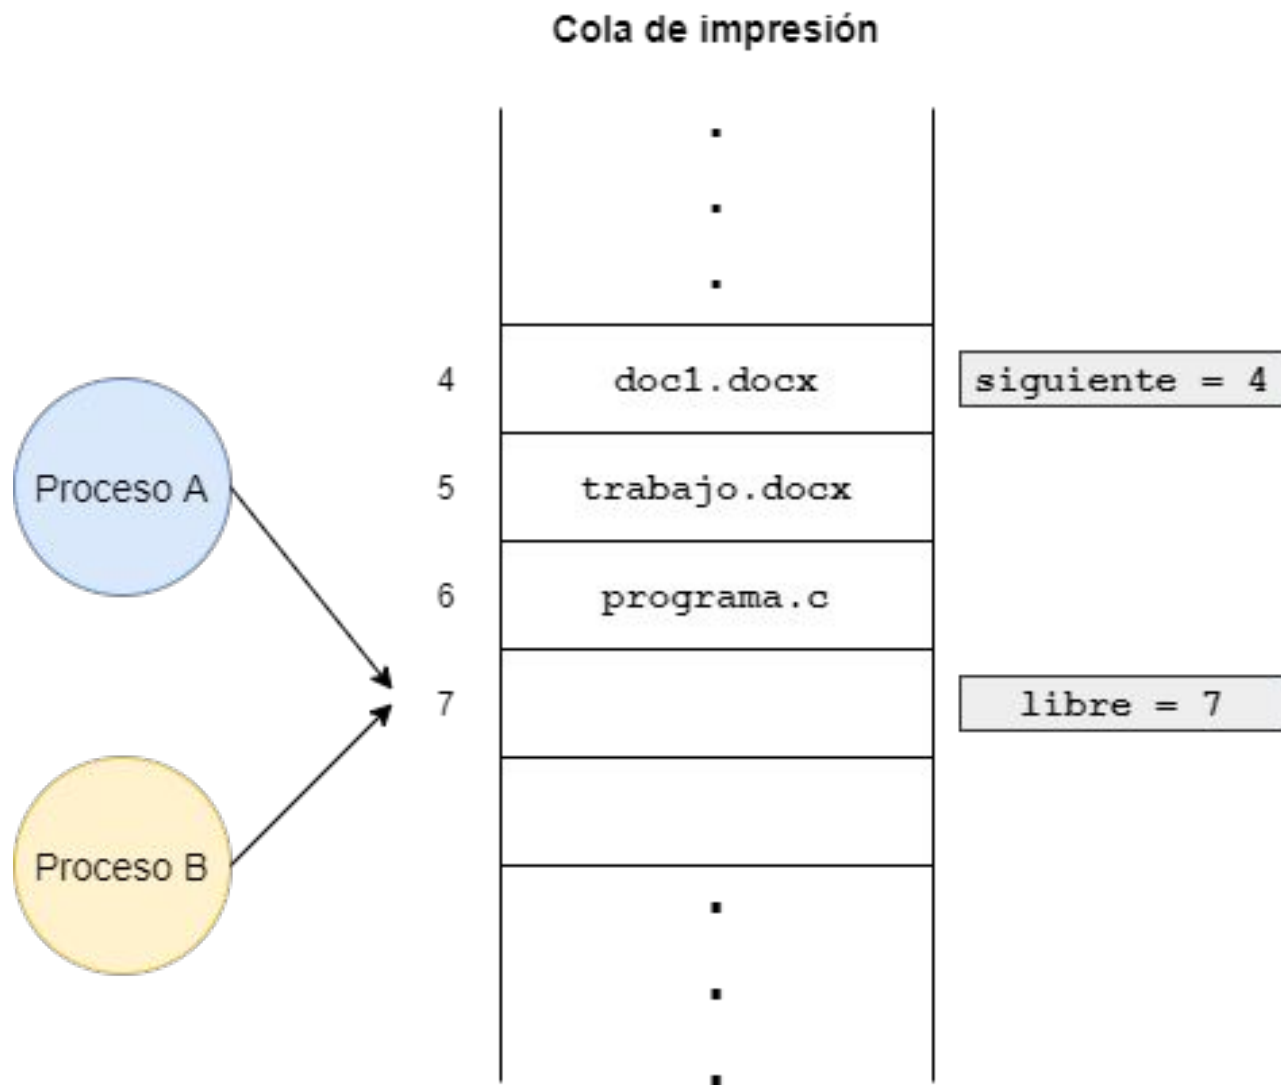 Cola de impresión
4 doc1.docx siguiente = 4
Proceso A 5 trabajo.docx
6 programa.c
7 libre = 7
Proceso B